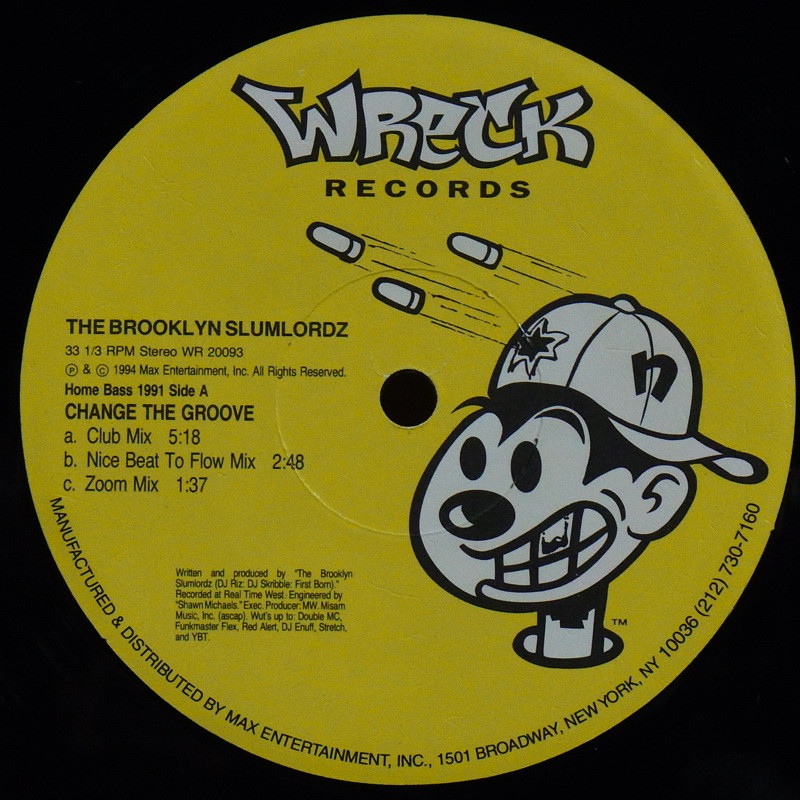 WRECK
RECORDS
THE BROOKLYN SLUMLORDZ
33 1/3 RPM Stereo WR 20093
Ⓟ & © 1994 Max Entertainment, Inc. All Rights Reserved.
Home Bass 1991 Side A
CHANGE THE GROOVE
a. Club Mix 5:18
b. Nice Beat To Flow Mix 2:48
c. Zoom Mix 1:37
n
Written and produced by "The Brooklyn
Slumlordz (DJ Riz: DJ Skribble: First Born)."
Recorded at Real Time West. Engineered by
"Shawn Michaels." Exec. Producer: MW. Misam
Music, Inc. (ascap). Wut's up to: Double MC,
Funkmaster Flex, Red Alert, DJ Enuff, Stretch,
and YBT.
TM
MANUFACTURED & DISTRIBUTED BY MAX ENTERTAINMENT, INC., 1501 BROADWAY, NEW YORK, NY 10036 (212) 730-7160